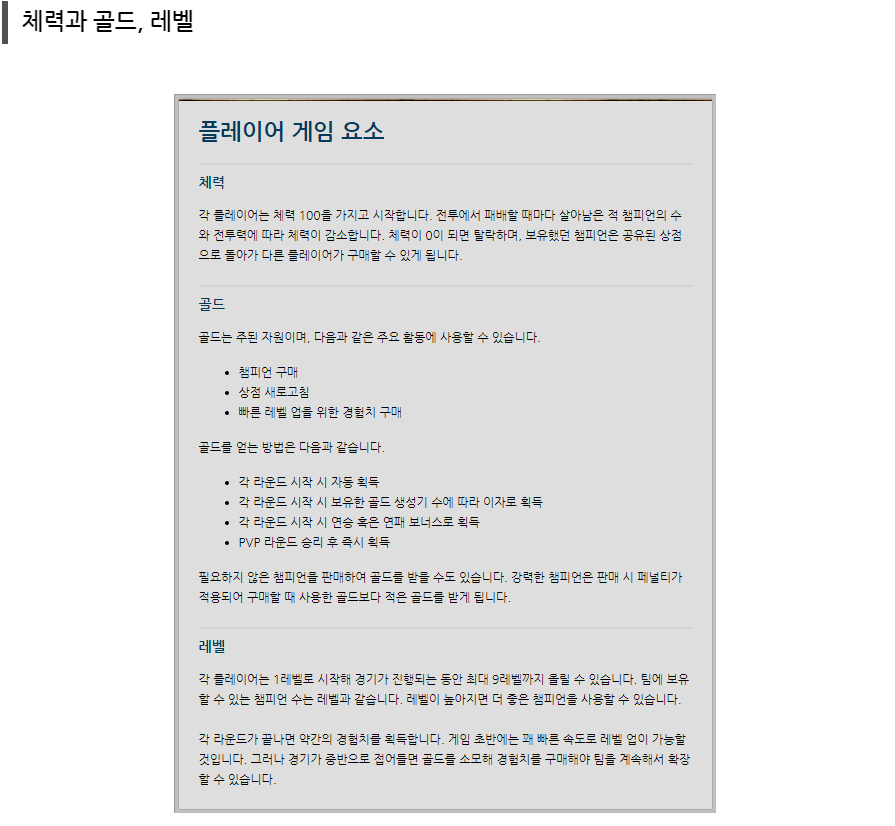 체력과 골드, 레벨
플레이어 게임 요소
체력
각 플레이어는 체력 100을 가지고 시작합니다. 전투에서 패배할 때마다 살아남은 적 챔피언의 수
와 전투력에 따라 체력이 감소합니다. 체력이 0이 되면 탈락하며, 보유했던 챔피언은 공유된 상점
으로 돌아가 다른 플레이어가 구매할 수 있게 됩니다.
골드
골드는 주된 자원이며, 다음과 같은 주요 활동에 사용할 수 있습니다.
• 챔피언 구매
• 상점 새로고침
• 빠른 레벨 업을 위한 경험치 구매
골드를 얻는 방법은 다음과 같습니다.
• 각 라운드 시작 시 자동 획득
• 각 라운드 시작 시 보유한 골드 생성기 수에 따라 이자로 획득
• 각 라운드 시작 시 연승 혹은 연패 보너스로 획득
• PVP 라운드 승리 후 즉시 획득
필요하지 않은 챔피언을 판매하여 골드를 받을 수도 있습니다. 강력한 챔피언은 판매 시 페널티가
적용되어 구매할 때 사용한 골드보다 적은 골드를 받게 됩니다.
레벨
각 플레이어는 1레벨로 시작해 경기가 진행되는 동안 최대 9레벨까지 올릴 수 있습니다. 팀에 보유
할 수 있는 챔피언 수는 레벨과 같습니다. 레벨이 높아지면 더 좋은 챔피언을 사용할 수 있습니다.
각 라운드가 끝나면 약간의 경험치를 획득합니다. 게임 초반에는 꽤 빠른 속도로 레벨 업이 가능할
것입니다. 그러나 경기가 중반으로 접어들면 골드를 소모해 경험치를 구매해야 팀을 계속해서 확장
할 수 있습니다.